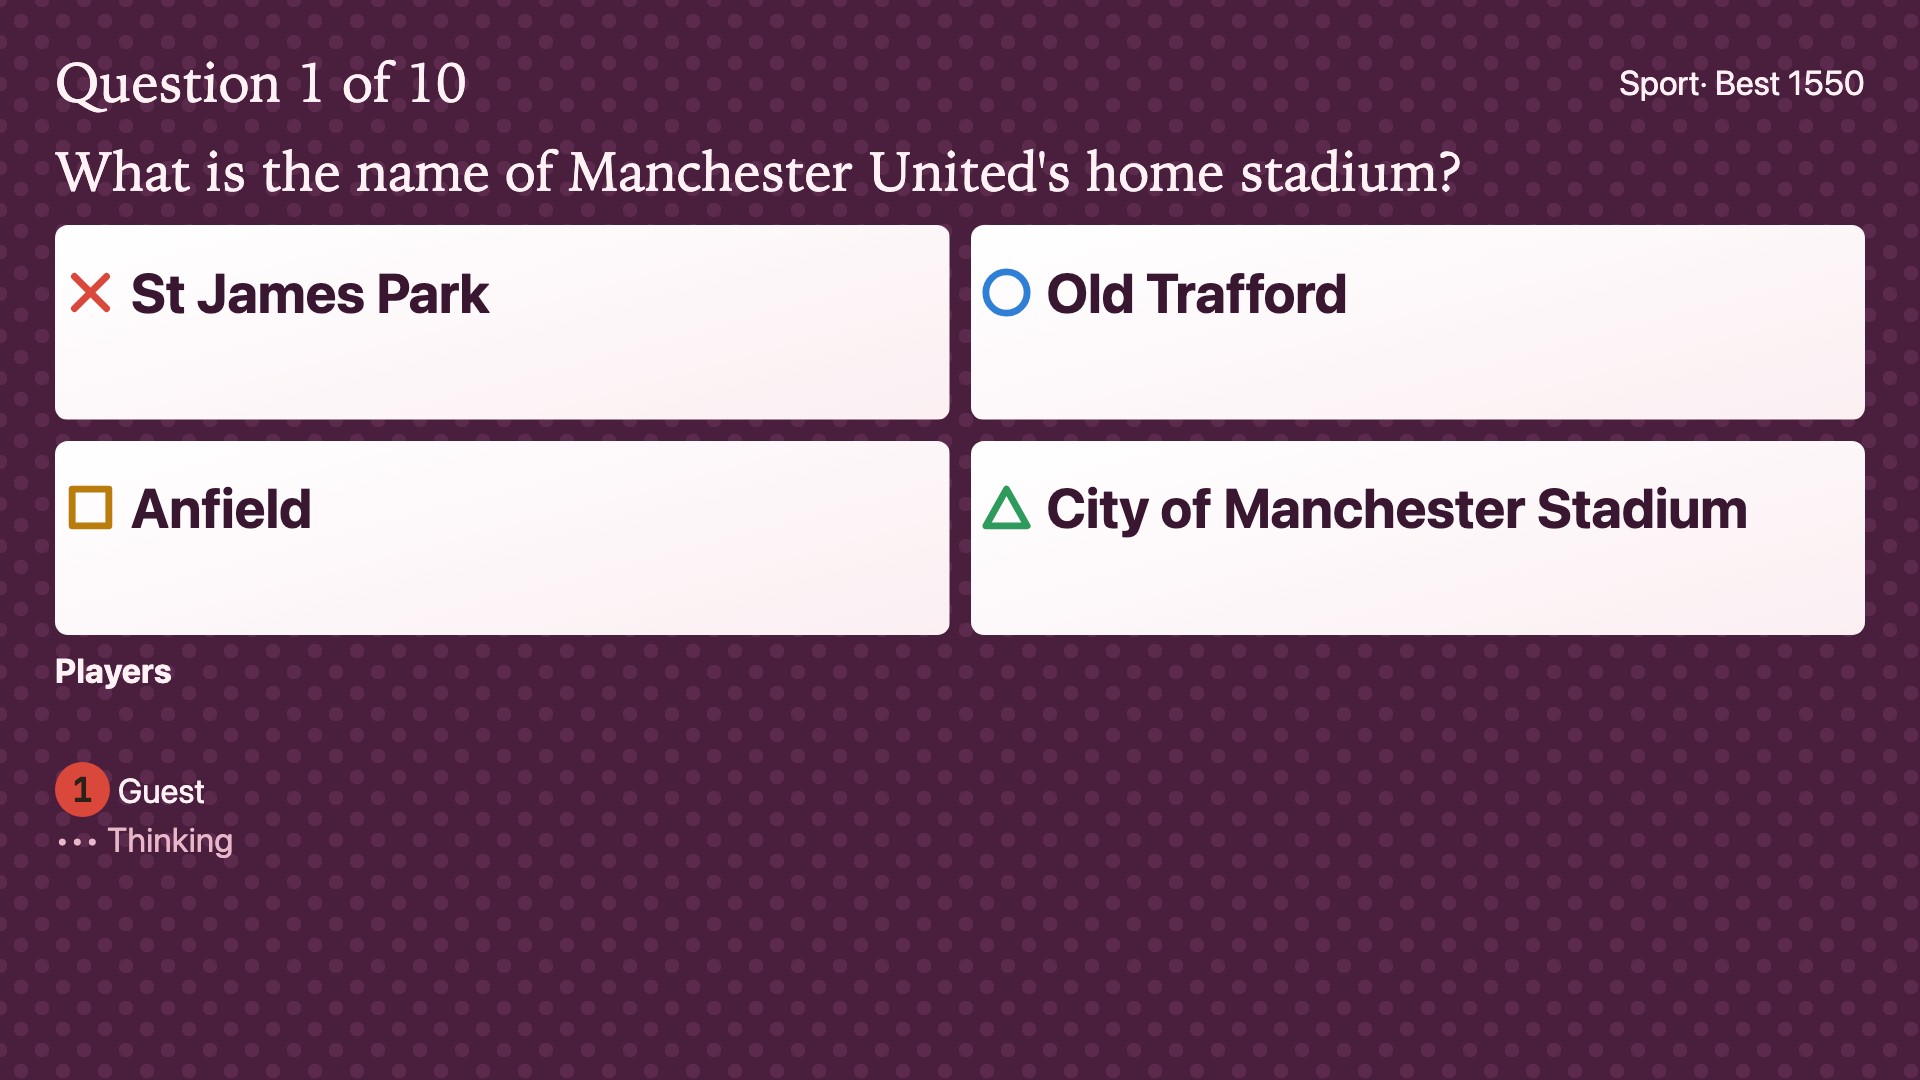 Question 1 of 10
Sport· Best 1550
What is the name of Manchester United's home stadium?
St James Park
Old Trafford
Anfield
City of Manchester Stadium
Players
1 Guest
••• Thinking